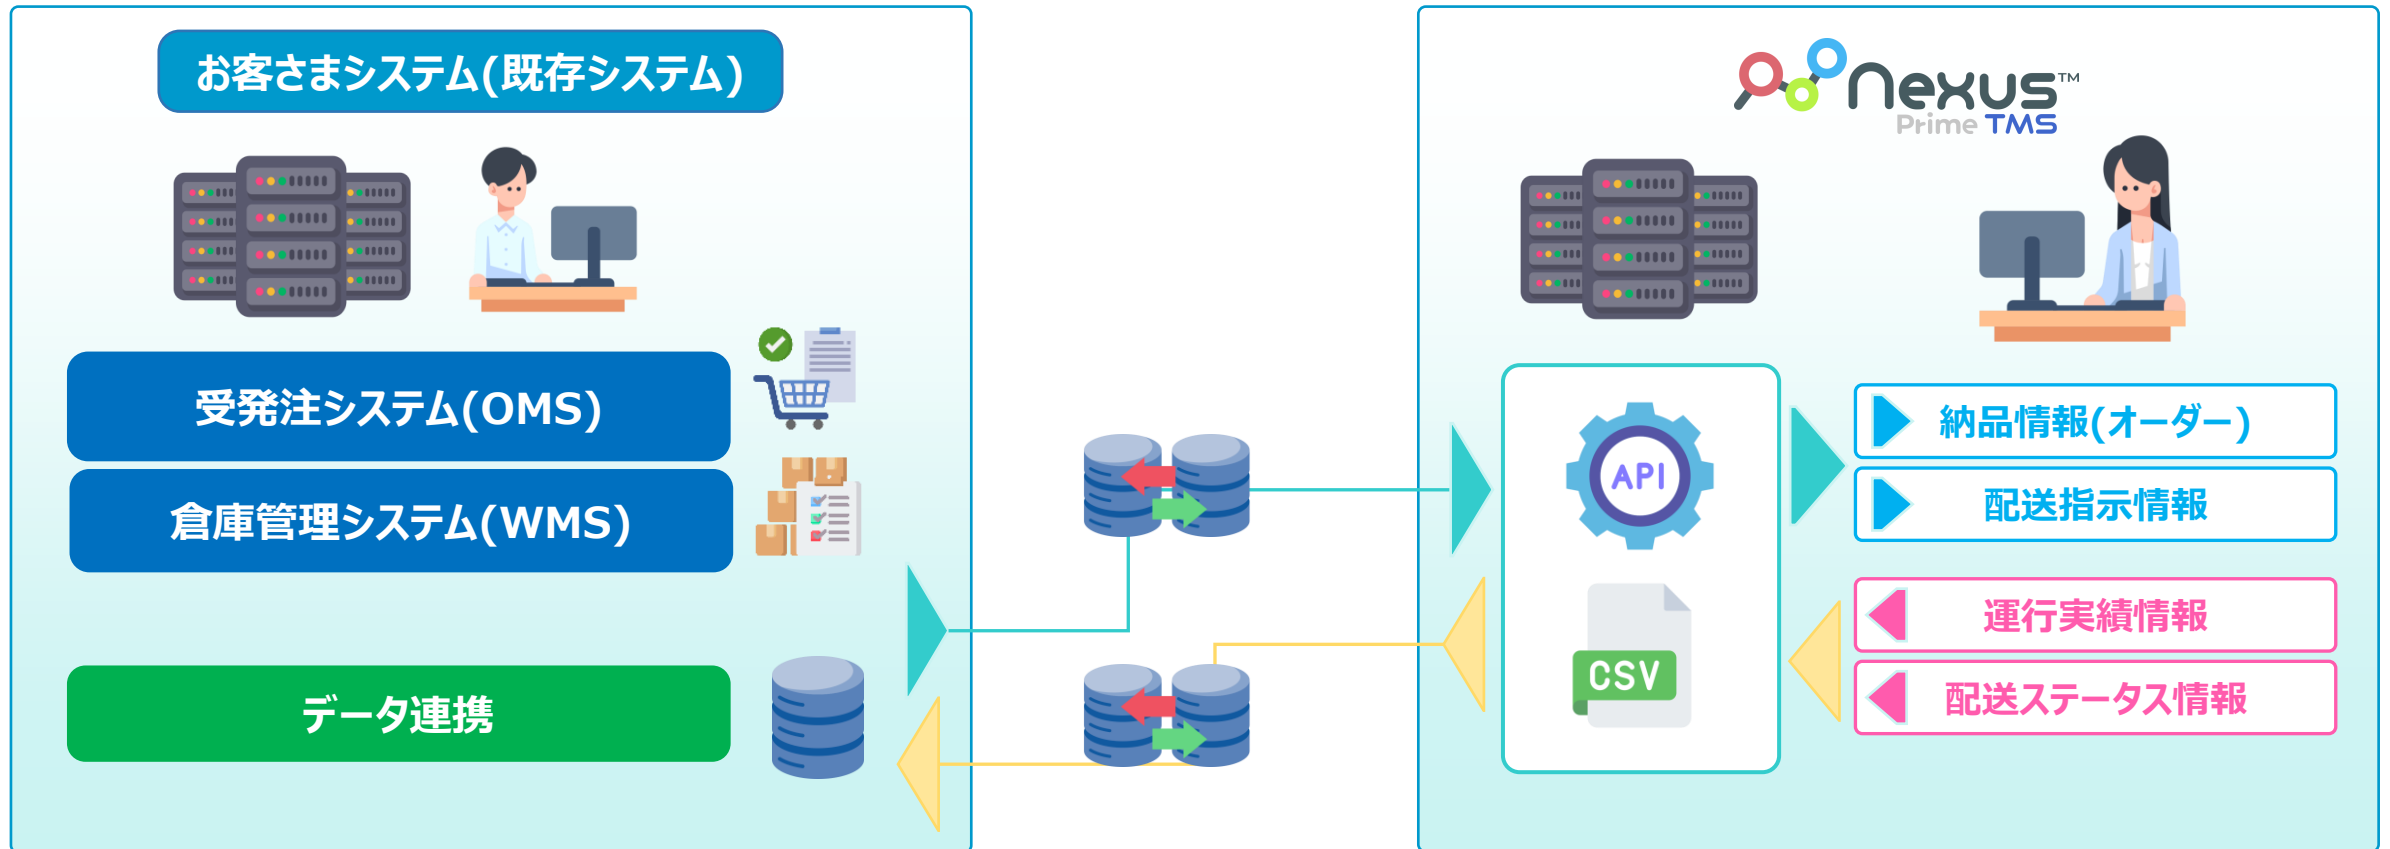 お客さまシステム(既存システム)
受発注システム(OMS)
倉庫管理システム(WMS)
データ連携
Nexus™
Prime TMS
API
CSV
納品情報(オーダー)
配送指示情報
運行実績情報
配送ステータス情報